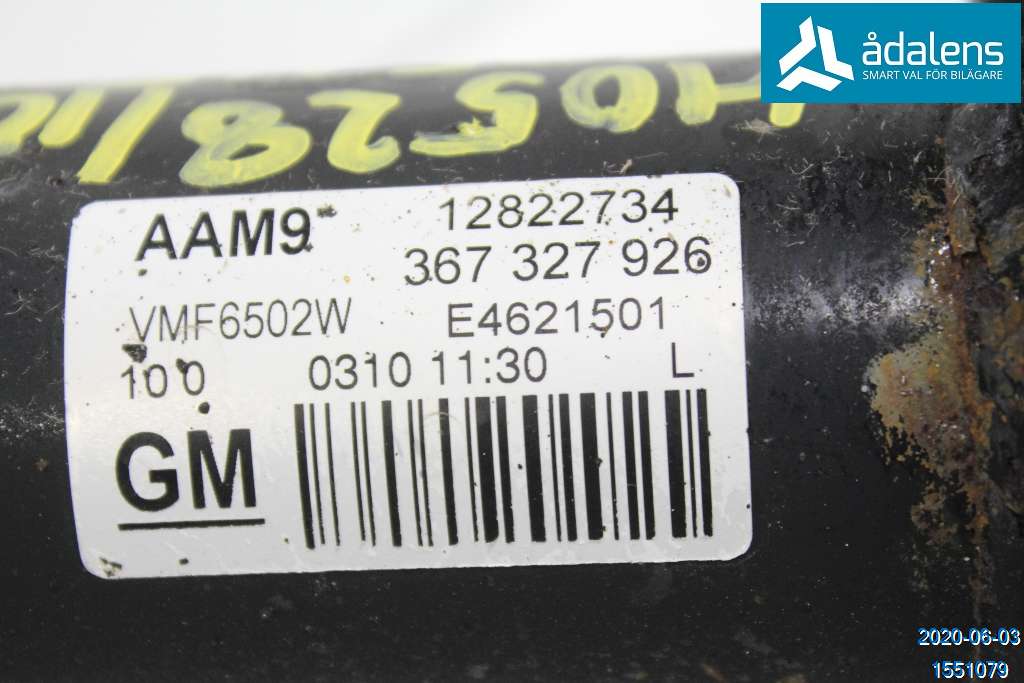 ådalens
SMART VAL FÖR BILÄGARE
AAM9 12822734
367 327 926
VMF6502W E4621501
100 0310 11:30 L
GM
2020-06-03
1551079